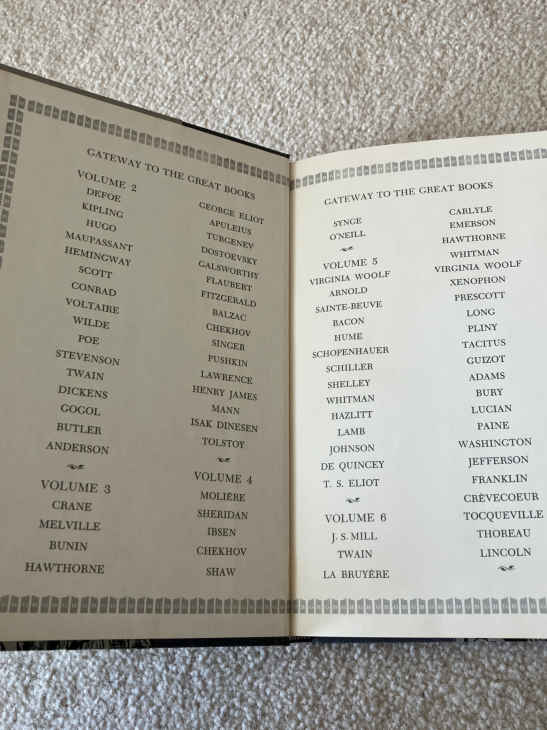 GATEWAY TO THE GREAT BOOKS
VOLUME 2
DEFOE
KIPLING
HUGO
MAUPASSANT
HEMINGWAY
SCOTT
CONRAD
VOLTAIRE
WILDE
POE
STEVENSON
TWAIN
DICKENS
GOGOL
BUTLER
ANDERSON
VOLUME 3
CRANE
MELVILLE
BUNIN
HAWTHORNE
GEORGE ELIOT
APULEIUS
TURGENEV
DOSTOEVSKY
GALSWORTHY
FLAUBERT
FITZGERALD
BALZAC
CHEKHOV
SINGER
PUSHKIN
LAWRENCE
HENRY JAMES
MANN
ISAK DINESEN
TOLSTOY
VOLUME 4
MOLIÈRE
SHERIDAN
IBSEN
CHEKHOV
SHAW
GATEWAY TO THE GREAT BOOKS
SYNGE
O'NEILL
VOLUME 5
VIRGINIA WOOLF
ARNOLD
SAINTE-BEUVE
BACON
HUME
SCHOPENHAUER
SCHILLER
SHELLEY
WHITMAN
HAZLITT
LAMB
JOHNSON
DE QUINCEY
T. S. ELIOT
VOLUME 6
J. S. MILL
TWAIN
LA BRUYÈRE
CARLYLE
EMERSON
HAWTHORNE
WHITMAN
VIRGINIA WOOLF
XENOPHON
PRESCOTT
LONG
PLINY
TACITUS
GUIZOT
ADAMS
BURY
LUCIAN
PAINE
WASHINGTON
JEFFERSON
FRANKLIN
CRÈVECOEUR
TOCQUEVILLE
THOREAU
LINCOLN